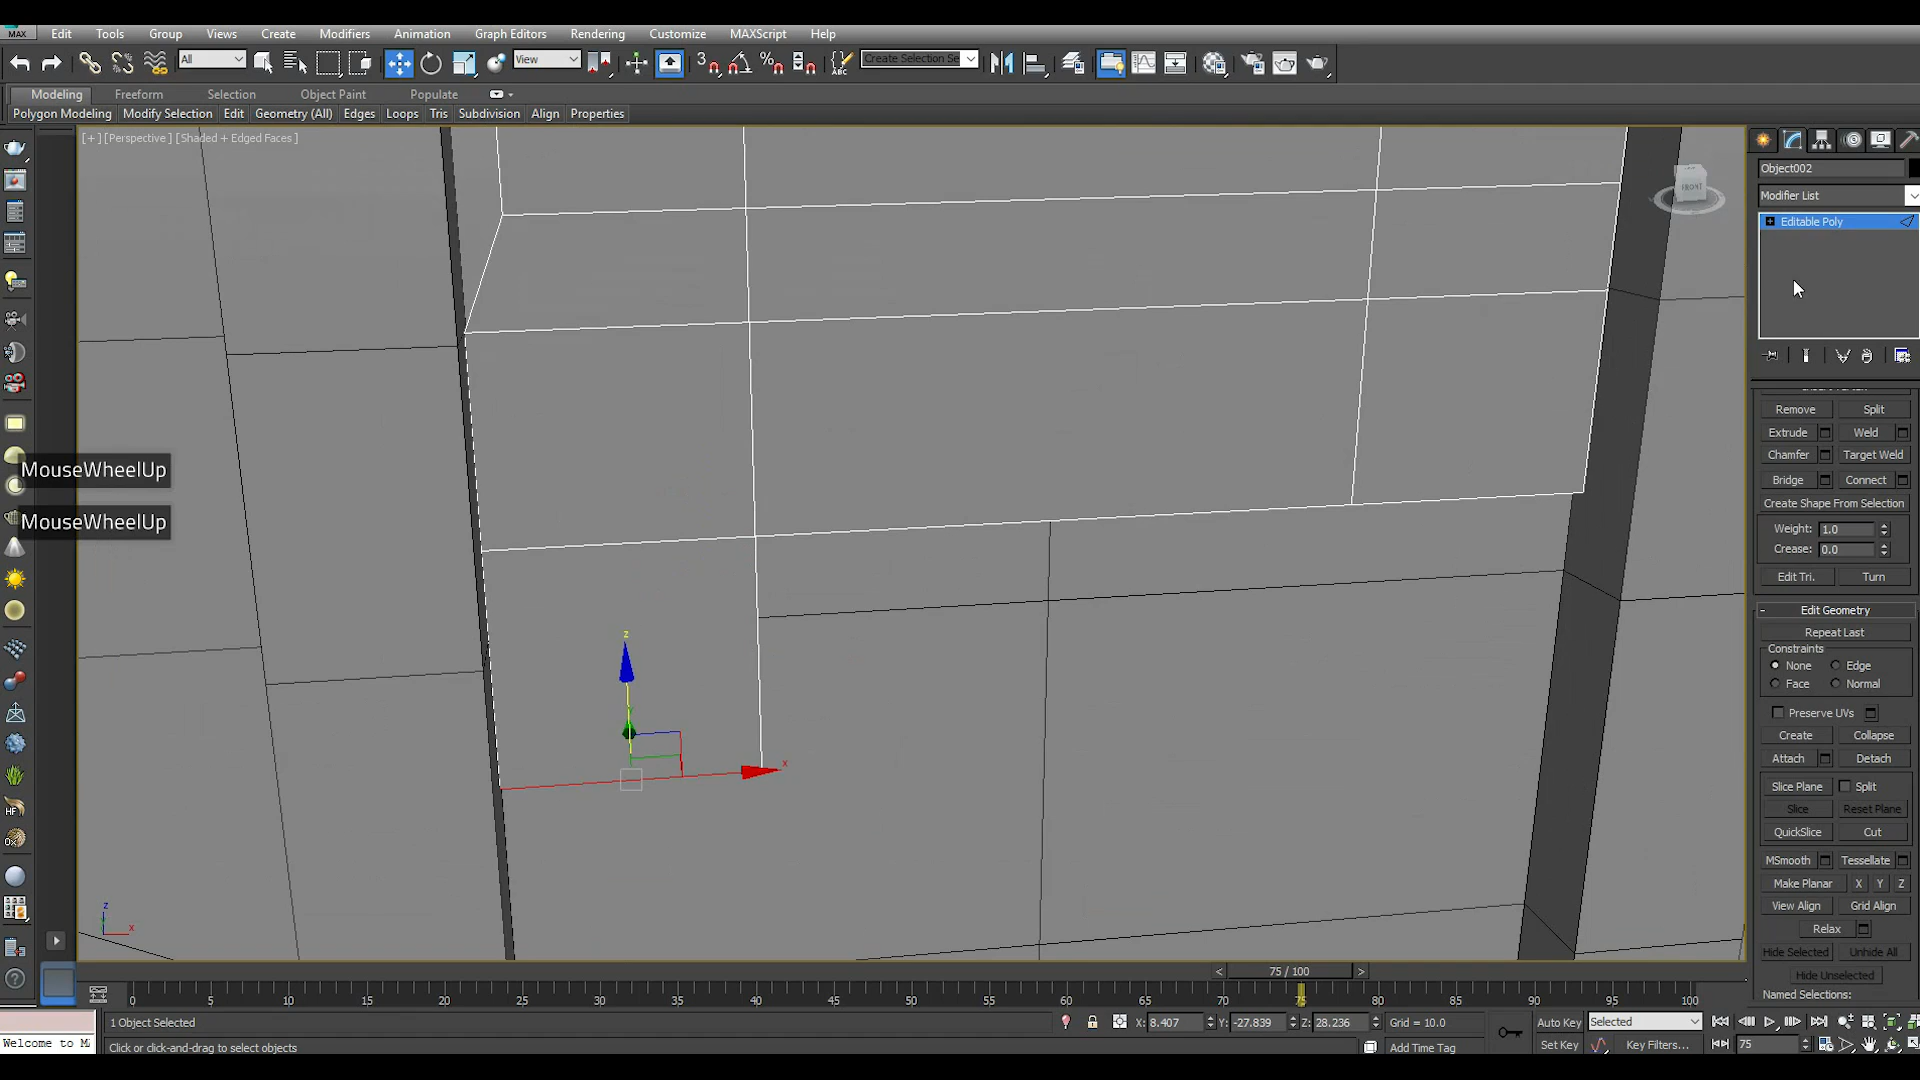 MAX Edit Tools Group Views Create Modifiers Animation Graph Editors Rendering Customize MAXScript Help
All View Create Selection Se
Modeling Freeform Selection Object Paint Populate
Polygon Modeling Modify Selection Edit Geometry (All) Edges Loops Tris Subdivision Align Properties
[+] [Perspective ] [Shaded + Edged Faces ]
FRONT
Object002
Modifier List
Editable Poly
Remove Split
Extrude Weld
Chamfer Target Weld
Bridge Connect
Create Shape From Selection
Weight: 1.0
Crease: 0.0
Edit Tri. Turn
- Edit Geometry
Repeat Last
Constraints
None Edge
Face Normal
Preserve UVs
Create Collapse
Attach Detach
Slice Plane Split
Slice Reset Plane
QuickSlice Cut
MSmooth Tessellate
Make Planar X Y Z
View Align Grid Align
Relax
Hide Selected Unhide All
Hide Unselected
Named Selections:
MouseWheelUp
MouseWheelUp
z
x
z
x
< 75 / 100 >
0 5 10 15 20 25 30 35 40 45 50 55 60 65 70 75 80 85 90 95 100
1 Object Selected X: 8.407 Y: -27.839 Z: 28.236 Grid = 10.0 Auto Key Selected
Welcome to M Click or click-and-drag to select objects Add Time Tag Set Key Key Filters... 75